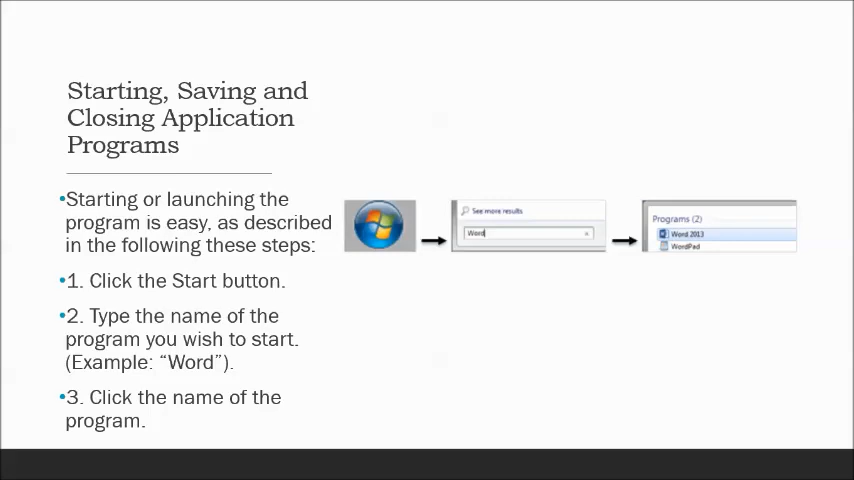 Starting, Saving and
Closing Application
Programs
•Starting or launching the
program is easy, as described
in the following these steps:
•1. Click the Start button.
•2. Type the name of the
program you wish to start.
(Example: “Word”).
•3. Click the name of the
program.
See more results
Word
Programs (2)
Word 2013
WordPad